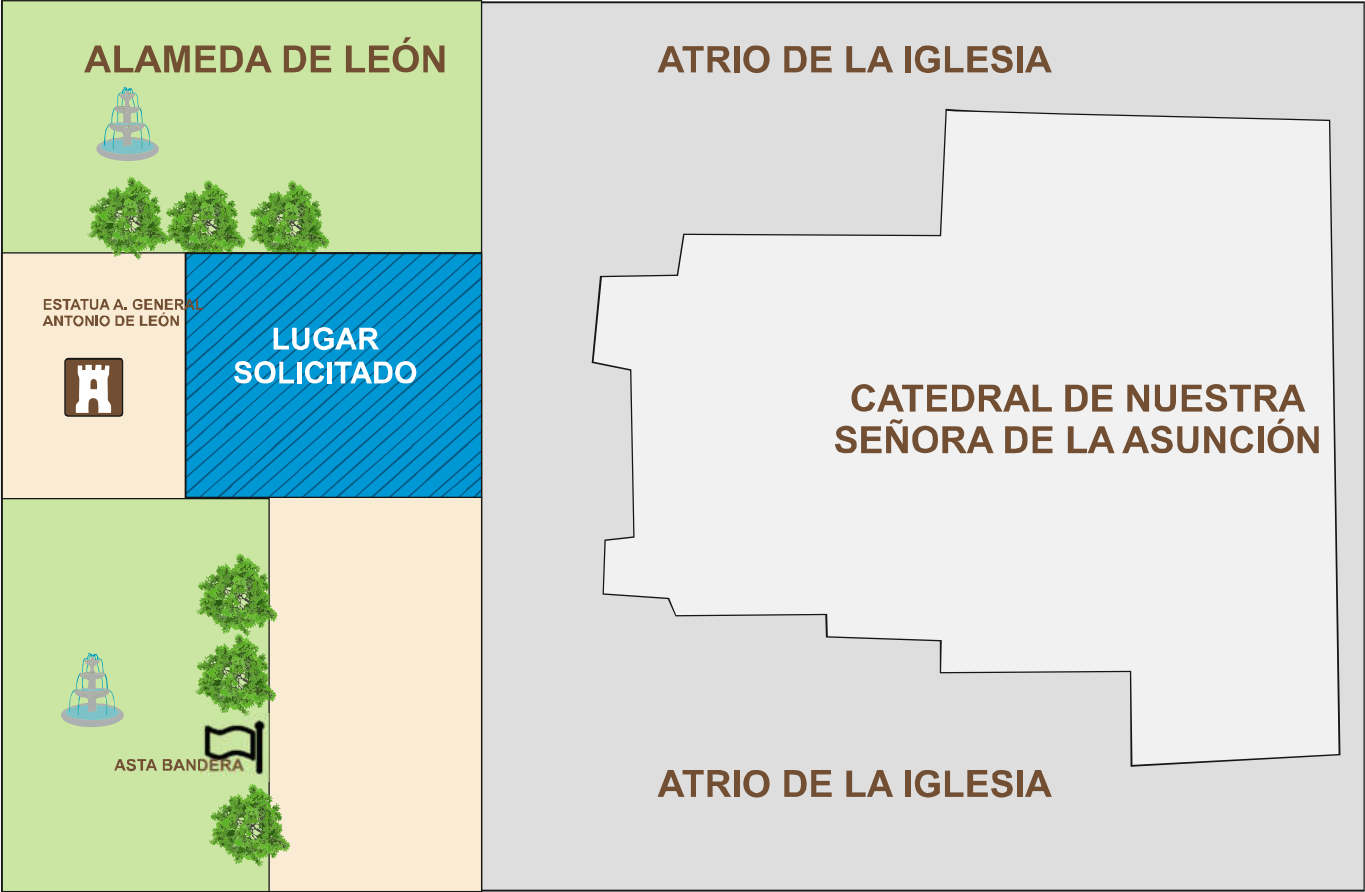 ALAMEDA DE LEÓN
ATRIO DE LA IGLESIA
ESTATUA A. GENERAL
ANTONIO DE LEÓN
LUGAR
SOLICITADO
CATEDRAL DE NUESTRA
SEÑORA DE LA ASUNCIÓN
ASTA BANDERA
ATRIO DE LA IGLESIA